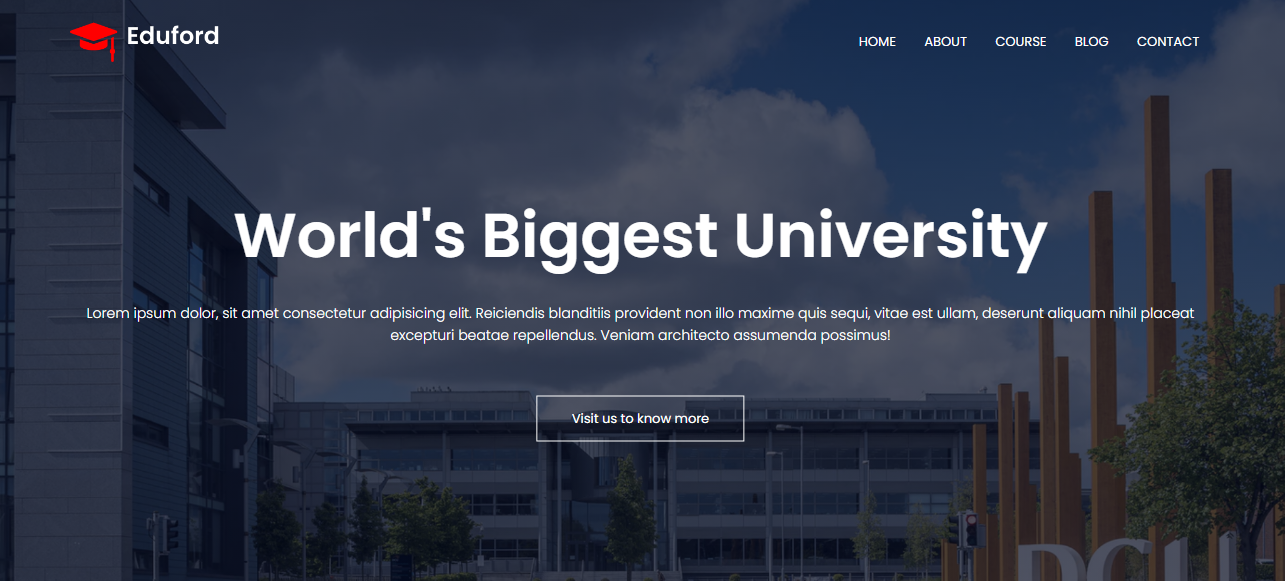 Eduford
HOME ABOUT COURSE BLOG CONTACT
World's Biggest University
Lorem ipsum dolor, sit amet consectetur adipisicing elit. Reiciendis blanditiis provident non illo maxime quis sequi, vitae est ullam, deserunt aliquam nihil placeat
excepturi beatae repellendus. Veniam architecto assumenda possimus!
Visit us to know more
DCU